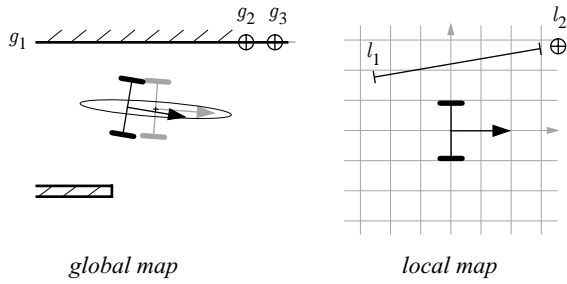 g₂ g₃
g₁
l₂
l₁
global map
local map